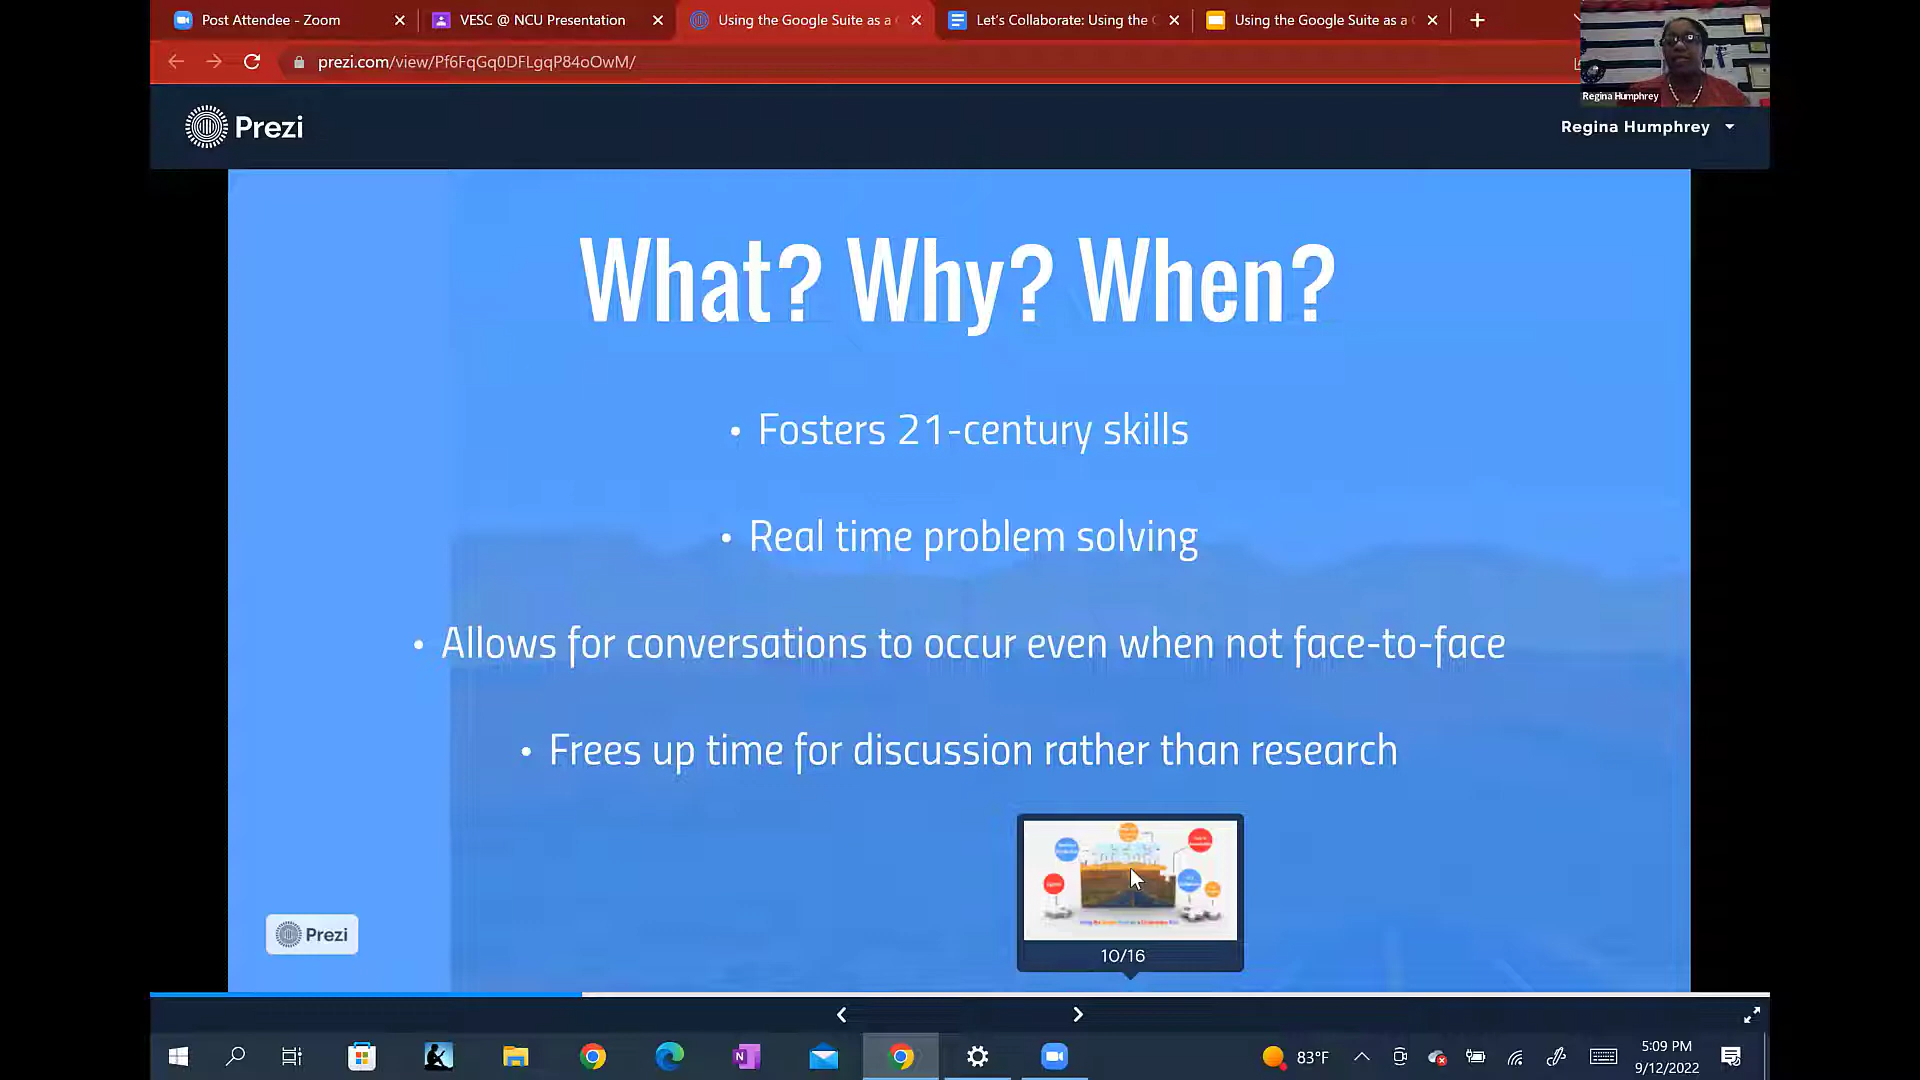 Post Attendee - Zoom
VESC @ NCU Presentation
Using the Google Suite as a
Let's Collaborate: Using the
Using the Google Suite as a
prezi.com/view/Pf6FqGq0DFLgqP84oOwM/
Regina Humphrey
Prezi
Regina Humphrey
What? Why? When?
• Fosters 21-century skills
• Real time problem solving
• Allows for conversations to occur even when not face-to-face
• Frees up time for discussion rather than research
Prezi
10/16
83°F
5:09 PM
9/12/2022